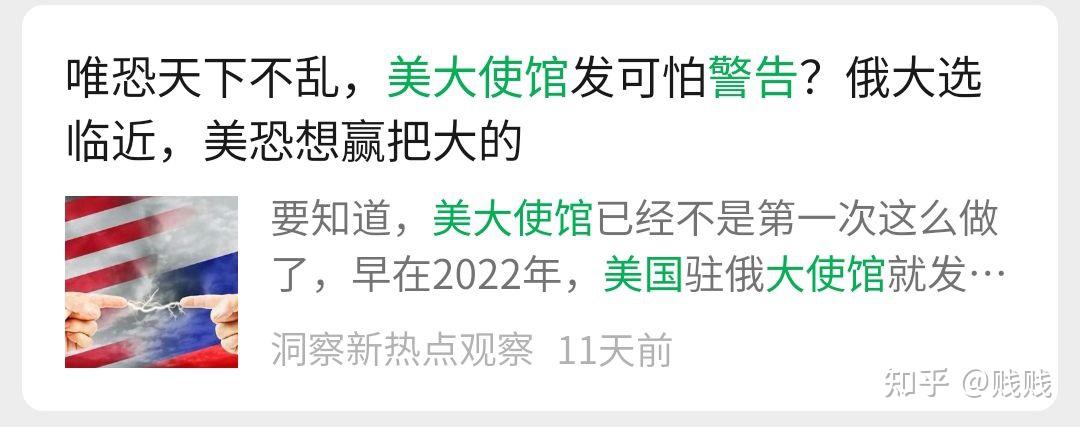 唯恐天下不乱，美大使馆发可怕警告？俄大选
临近，美恐想赢把大的
要知道，美大使馆已经不是第一次这么做
了，早在2022年，美国驻俄大使馆就发…
洞察新热点观察 11天前
知乎 @贱贱